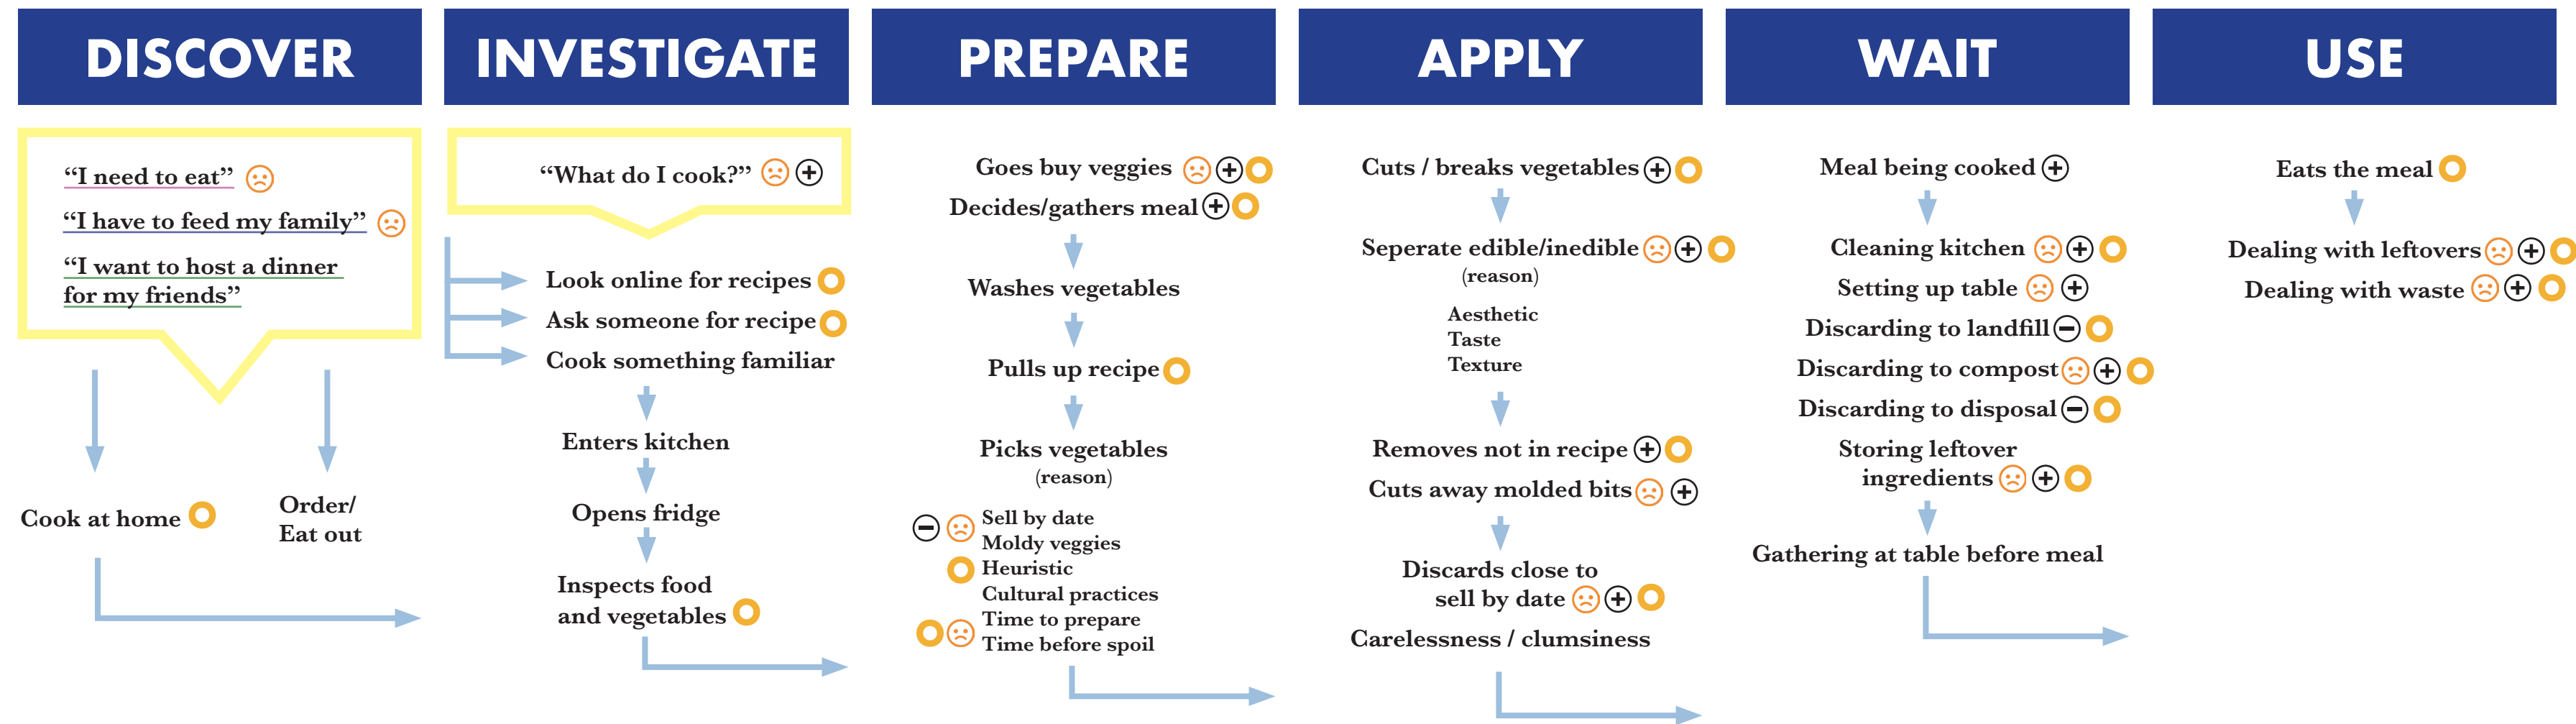 DISCOVER
“I need to eat”
“I have to feed my family”
“I want to host a dinner
for my friends”
Cook at home
Order/
Eat out
INVESTIGATE
“What do I cook?”
Look online for recipes
Ask someone for recipe
Cook something familiar
Enters kitchen
Opens fridge
Inspects food
and vegetables
PREPARE
Goes buy veggies
Decides/gathers meal
Washes vegetables
Pulls up recipe
Picks vegetables
(reason)
Sell by date
Moldy veggies
Heuristic
Cultural practices
Time to prepare
Time before spoil
APPLY
Cuts / breaks vegetables
Seperate edible/inedible
(reason)
Aesthetic
Taste
Texture
Removes not in recipe
Cuts away molded bits
Discards close to
sell by date
Carelessness / clumsiness
WAIT
Meal being cooked
Cleaning kitchen
Setting up table
Discarding to landfill
Discarding to compost
Discarding to disposal
Storing leftover
ingredients
Gathering at table before meal
USE
Eats the meal
Dealing with leftovers
Dealing with waste